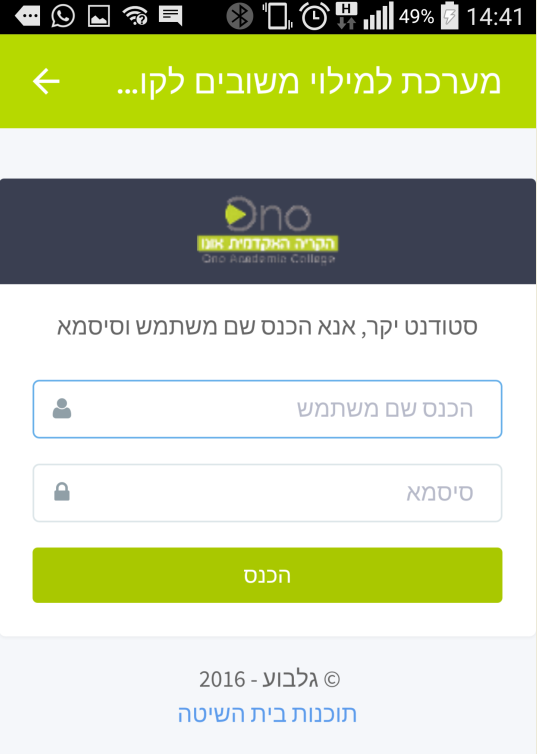 H 49% 14:41
מערכת למילוי משובים לקו...
Ono
הקריה האקדמית אונו
Ono Academic College
סטודנט יקר, אנא הכנס שם משתמש וסיסמא
הכנס שם משתמש
סיסמא
הכנס
© גלבוע - 2016
תוכנות בית השיטה